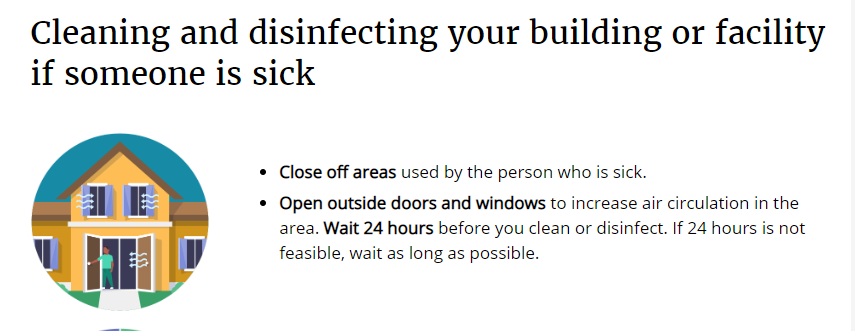 Cleaning and disinfecting your building or facility
if someone is sick
• Close off areas used by the person who is sick.
• Open outside doors and windows to increase air circulation in the
area. Wait 24 hours before you clean or disinfect. If 24 hours is not
feasible, wait as long as possible.